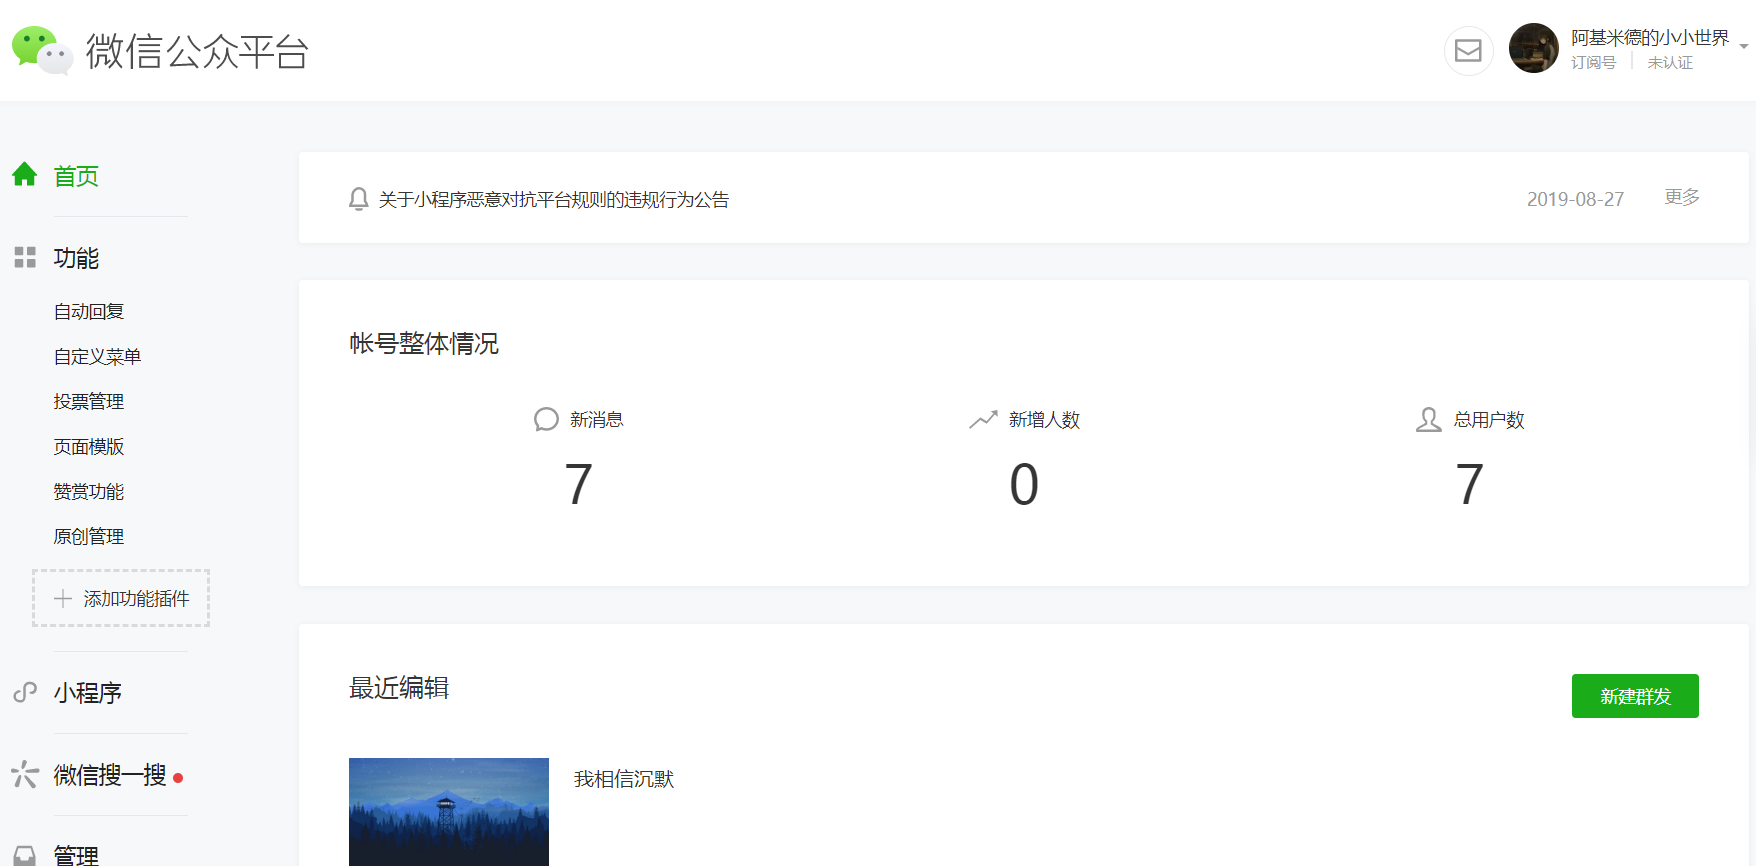 微信公众平台
阿基米德的小小世界
订阅号 未认证
首页
功能
自动回复
自定义菜单
投票管理
页面模版
赞赏功能
原创管理
添加功能插件
小程序
微信搜一搜
管理
关于小程序恶意对抗平台规则的违规行为公告 2019-08-27 更多
帐号整体情况
新消息 新增人数 总用户数
7 0 7
最近编辑 新建群发
我相信沉默